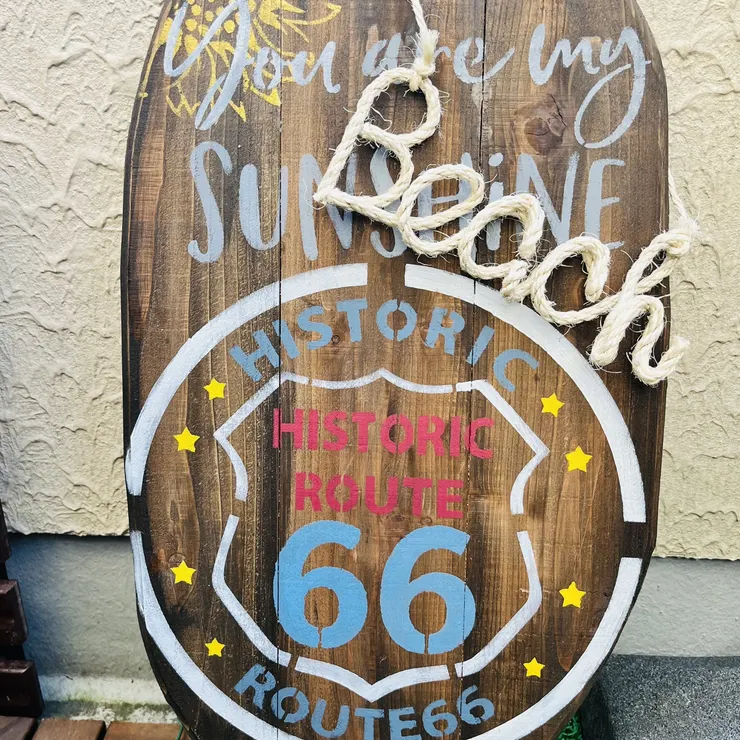 You are my
SUNSHiNE
Beach
HISTORIC
HISTORIC
ROUTE
66
ROUTE66